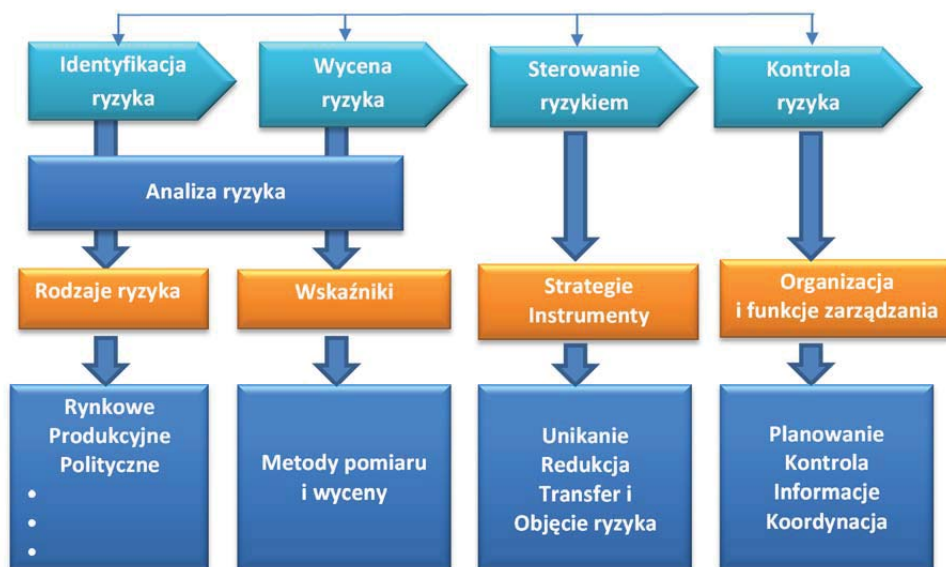 Identyfikacja
ryzyka
Wycena
ryzyka
Sterowanie
ryzykiem
Kontrola
ryzyka
Analiza ryzyka
Rodzaje ryzyka
Wskaźniki
Strategie
Instrumenty
Organizacja
i funkcje zarządzania
Rynkowe
Produkcyjne
Polityczne
•
•
•
Metody pomiaru
i wyceny
Unikanie
Redukcja
Transfer i
Objęcie ryzyka
Planowanie
Kontrola
Informacje
Koordynacja